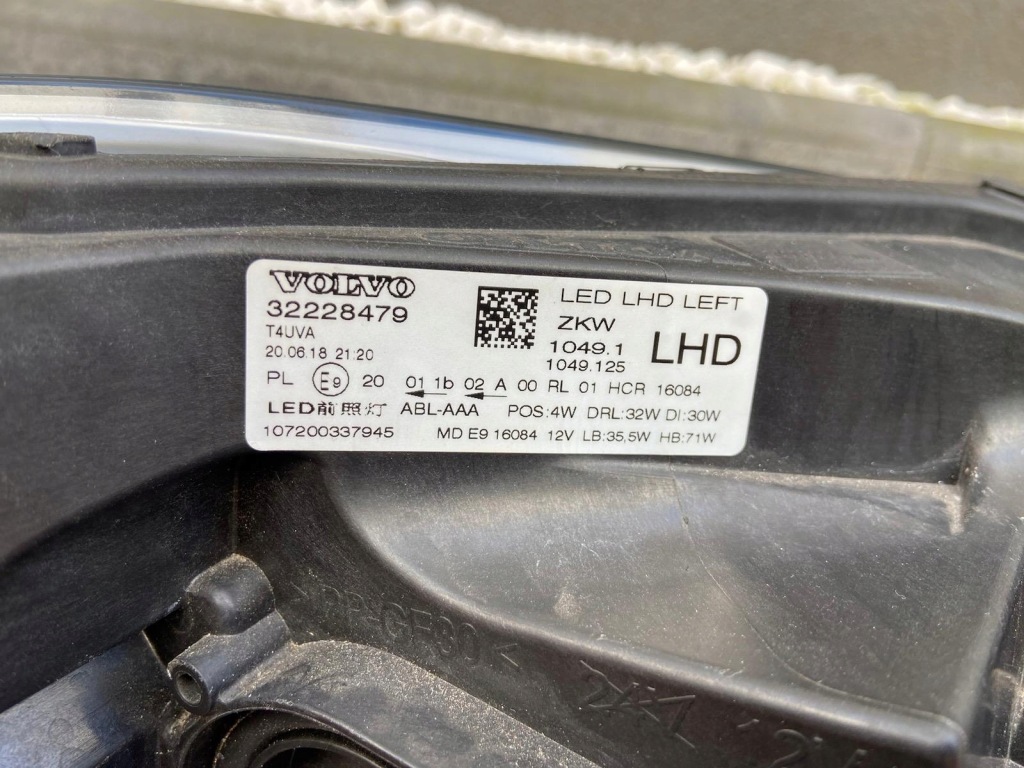 VOLVO
32228479
T4UVA
20.06.18 21:20
LED LHD LEFT
ZKW
1049.1
1049.125
LHD
PL E9 20 01 1b 02 A 00 RL 01 HCR 16084
LED前照灯 ABL-AAA POS:4W DRL:32W DI:30W
107200337945 MD E9 16084 12V LB:35,5W HB:71W